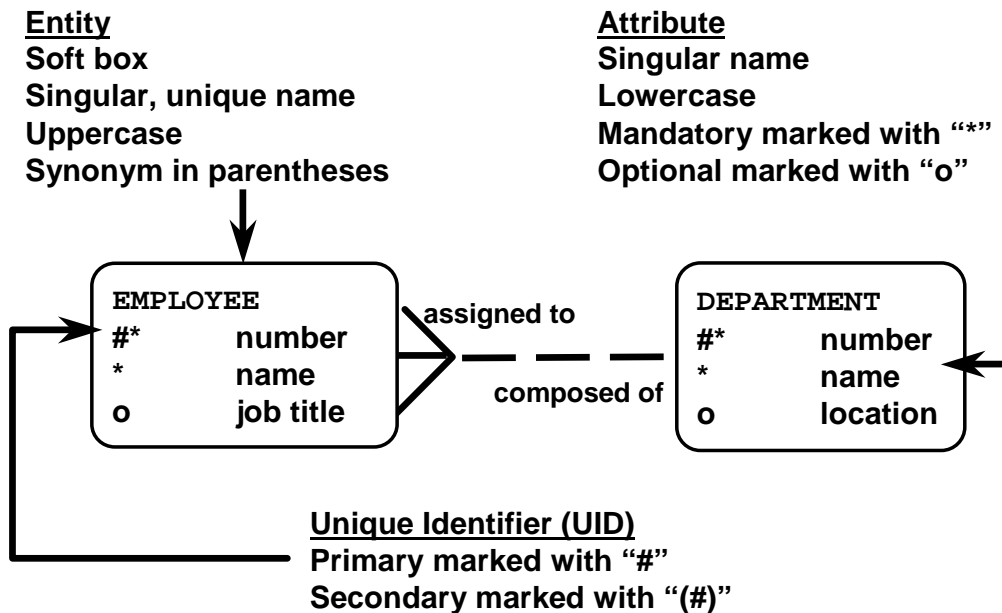 Entity
Soft box
Singular, unique name
Uppercase
Synonym in parentheses
Attribute
Singular name
Lowercase
Mandatory marked with “*”
Optional marked with “o”
EMPLOYEE
#* number
* name
o job title
assigned to
composed of
DEPARTMENT
#* number
* name
o location
Unique Identifier (UID)
Primary marked with “#”
Secondary marked with “(#)”